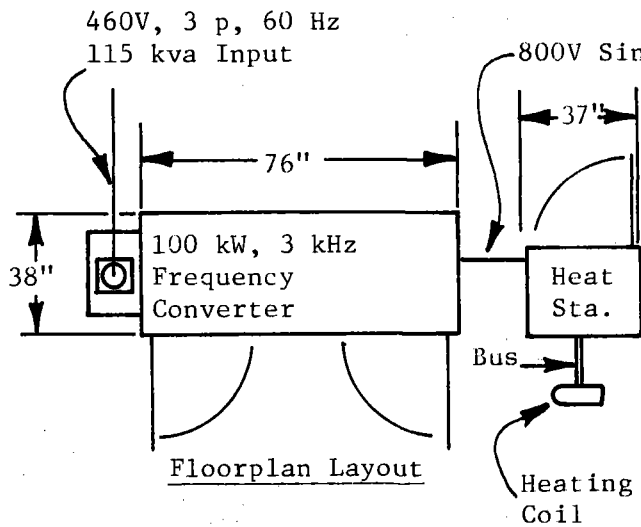 460V, 3 p, 60 Hz
115 kva Input
800V Sin
37"
76"
38"
100 kW, 3 kHz
Frequency
Converter
Heat
Sta.
Bus
Floorplan Layout
Heating
Coil